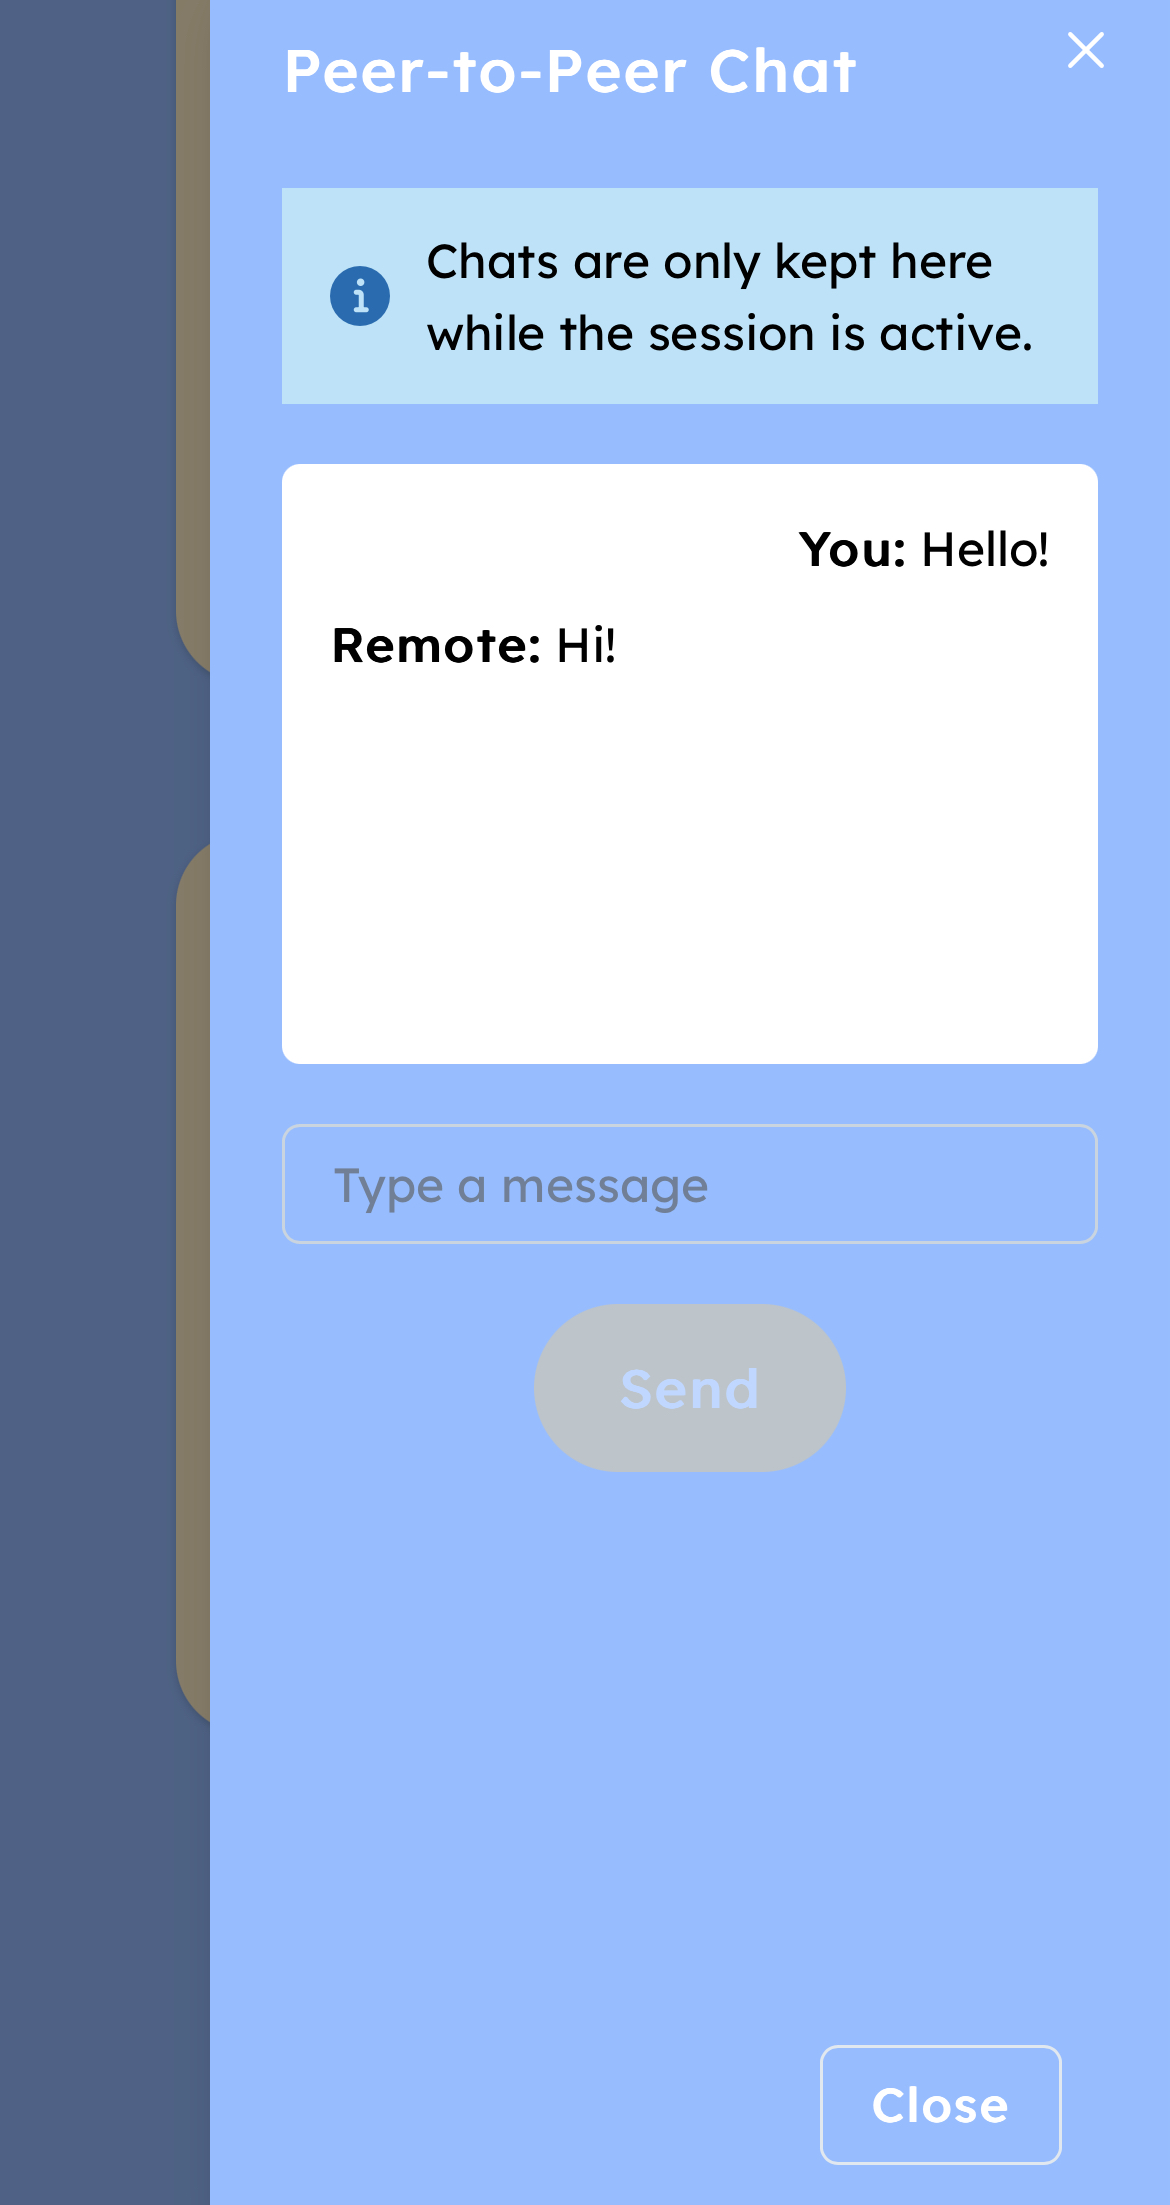 Peer-to-Peer Chat
Chats are only kept here
while the session is active.
You: Hello!
Remote: Hi!
Type a message
Send
Close